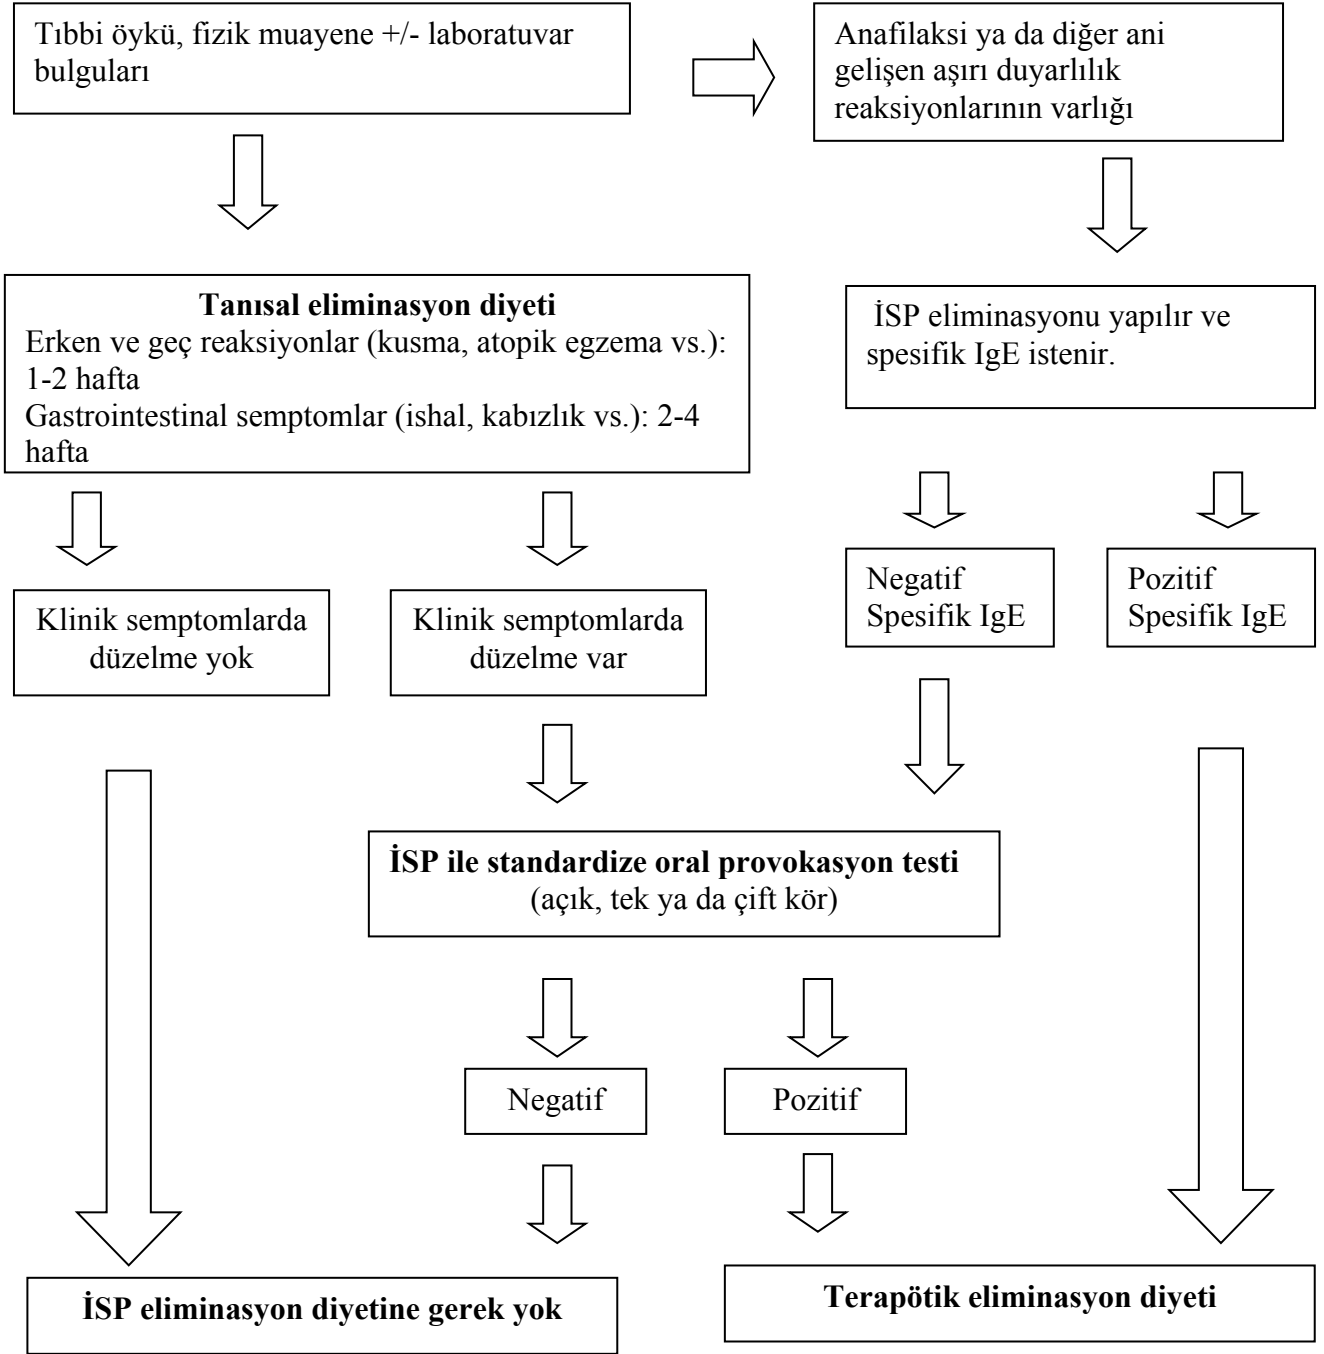 Tıbbi öykü, fizik muayene +/- laboratuvar
bulguları
Anafilaksi ya da diğer ani
gelişen aşırı duyarlılık
reaksiyonlarının varlığı
Tanısal eliminasyon diyeti
Erken ve geç reaksiyonlar (kusma, atopik egzema vs.):
1-2 hafta
Gastrointestinal semptomlar (ishal, kabızlık vs.): 2-4
hafta
İSP eliminasyonu yapılır ve
spesifik IgE istenir.
Klinik semptomlarda
düzelme yok
Klinik semptomlarda
düzelme var
Negatif
Spesifik IgE
Pozitif
Spesifik IgE
İSP ile standardize oral provokasyon testi
(açık, tek ya da çift kör)
Negatif
Pozitif
İSP eliminasyon diyetine gerek yok
Terapötik eliminasyon diyeti